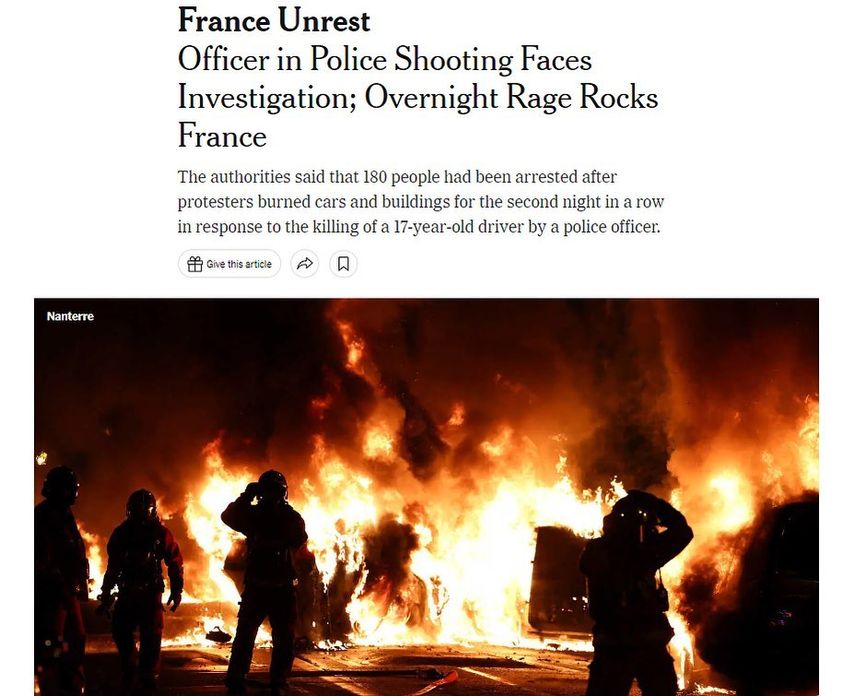 France Unrest
Officer in Police Shooting Faces
Investigation; Overnight Rage Rocks
France
The authorities said that 180 people had been arrested after
protesters burned cars and buildings for the second night in a row
in response to the killing of a 17-year-old driver by a police officer.
Give this article
Nanterre